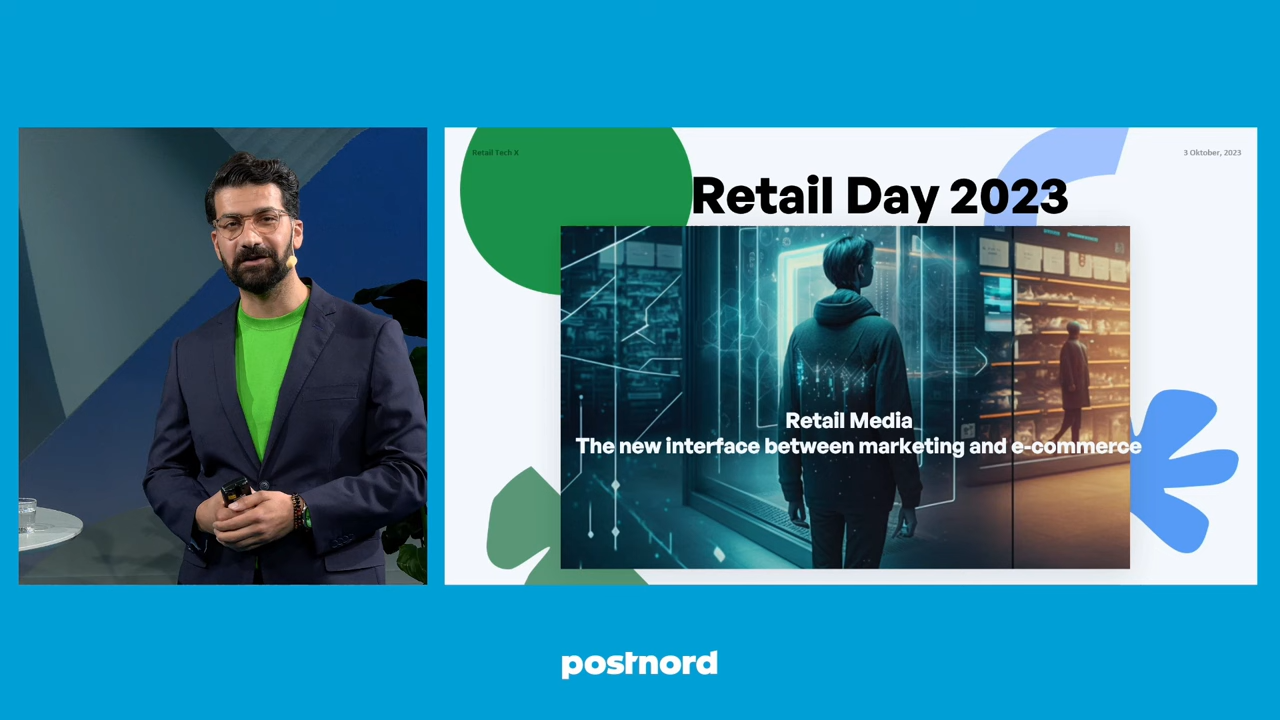 Retail Tech X
3 Oktober, 2023
Retail Day 2023
Retail Media
The new interface between marketing and e-commerce
postnord